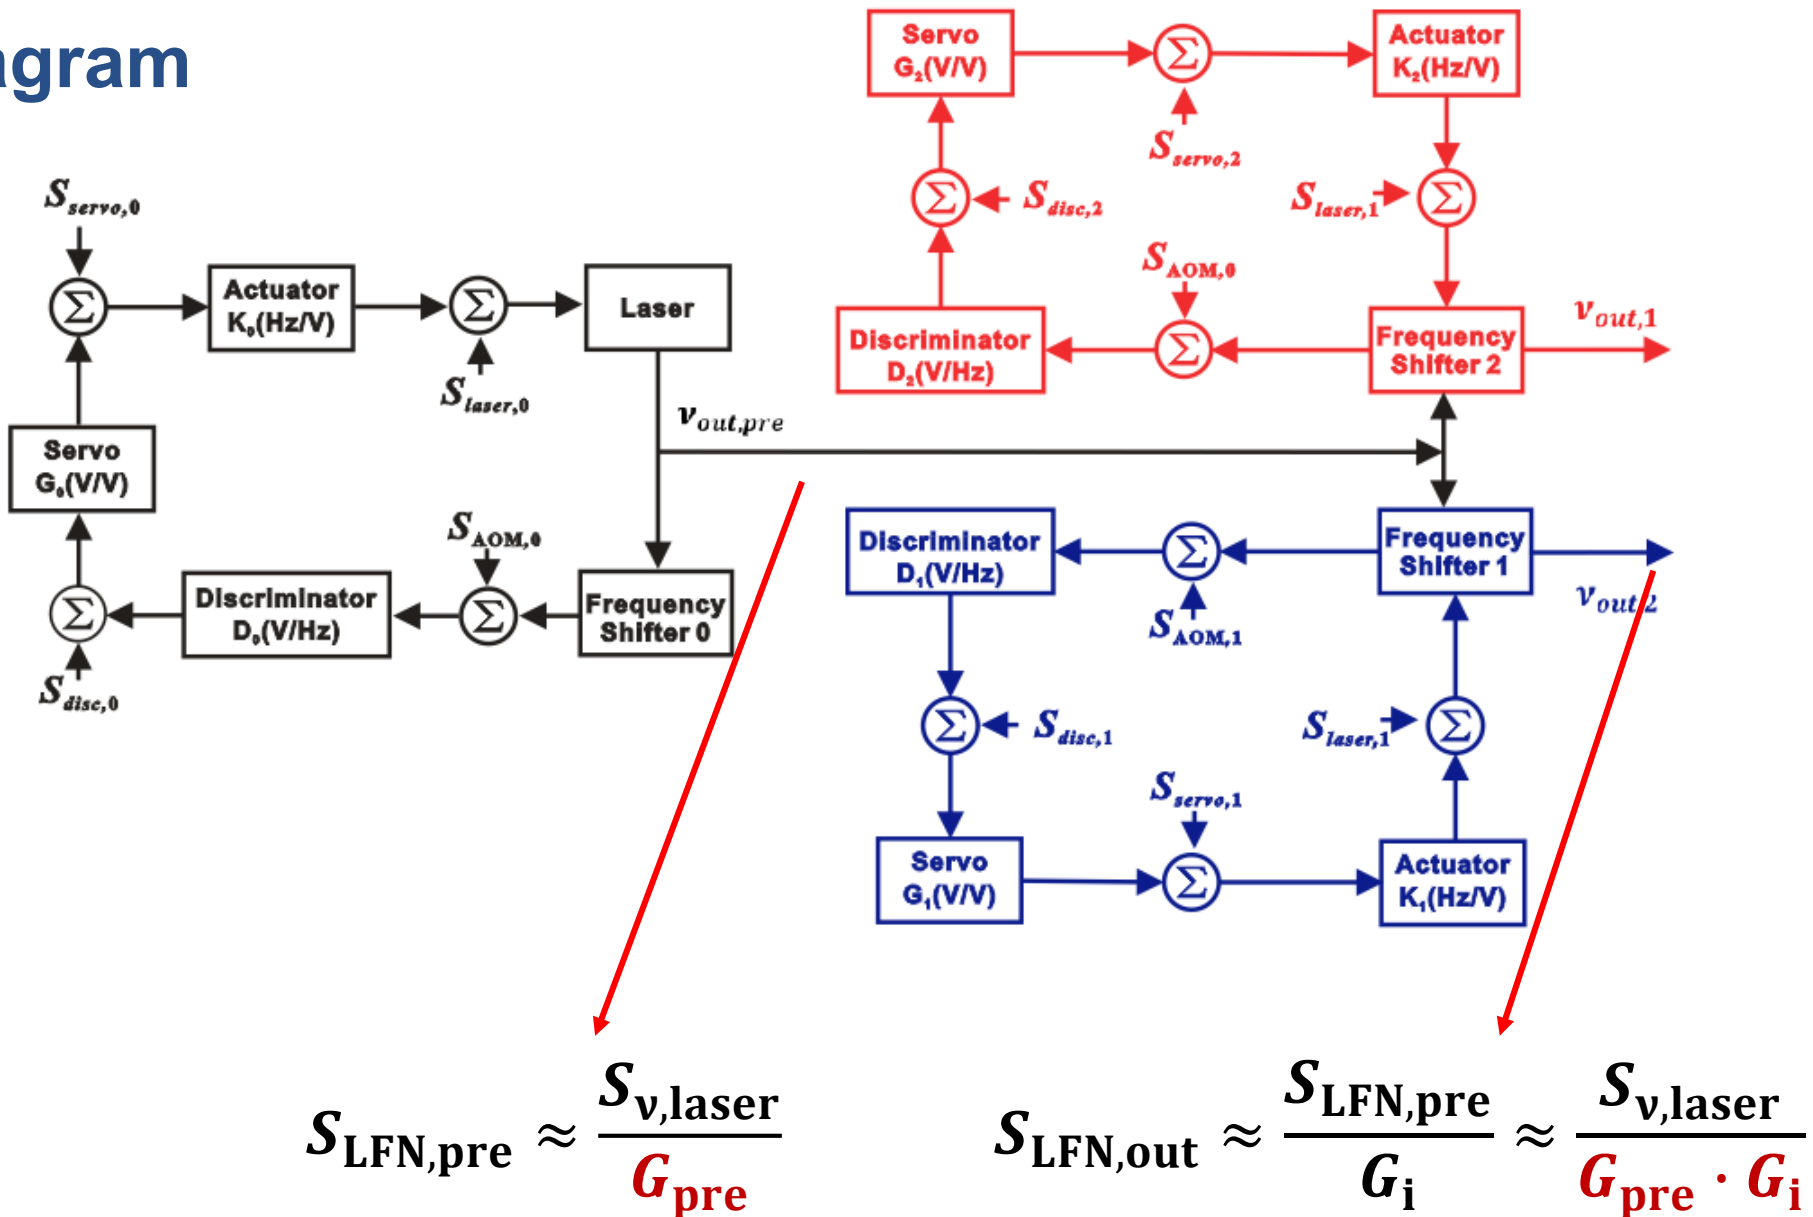 agram
S_servo,0
Σ
Actuator
K₀(Hz/V)
Σ
Laser
S_laser,0
ν_out,pre
Servo
G₀(V/V)
S_AOM,0
Σ
Discriminator
D₀(V/Hz)
Σ
Frequency
Shifter 0
S_disc,0
Servo
G₂(V/V)
Σ
Actuator
K₂(Hz/V)
S_servo,2
Σ
S_disc,2
S_laser,1
Σ
S_AOM,0
Discriminator
D₂(V/Hz)
Σ
Frequency
Shifter 2
ν_out,1
Discriminator
D₁(V/Hz)
Σ
Frequency
Shifter 1
ν_out,2
S_AOM,1
Σ
S_disc,1
S_laser,1
Σ
S_servo,1
Servo
G₁(V/V)
Σ
Actuator
K₁(Hz/V)
S_LFN,pre ≈ S_ν,laser / G_pre
S_LFN,out ≈ S_LFN,pre / G_i ≈ S_ν,laser / G_pre · G_i